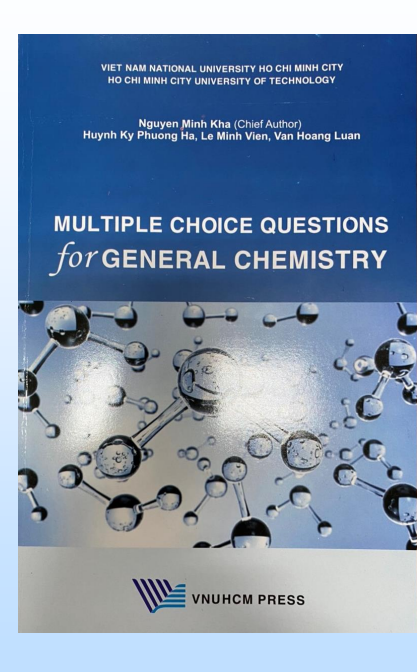 VIET NAM NATIONAL UNIVERSITY HO CHI MINH CITY
HO CHI MINH CITY UNIVERSITY OF TECHNOLOGY
Nguyen Minh Kha (Chief Author)
Huynh Ky Phuong Ha, Le Minh Vien, Van Hoang Luan
MULTIPLE CHOICE QUESTIONS
for GENERAL CHEMISTRY
VNUHCM PRESS